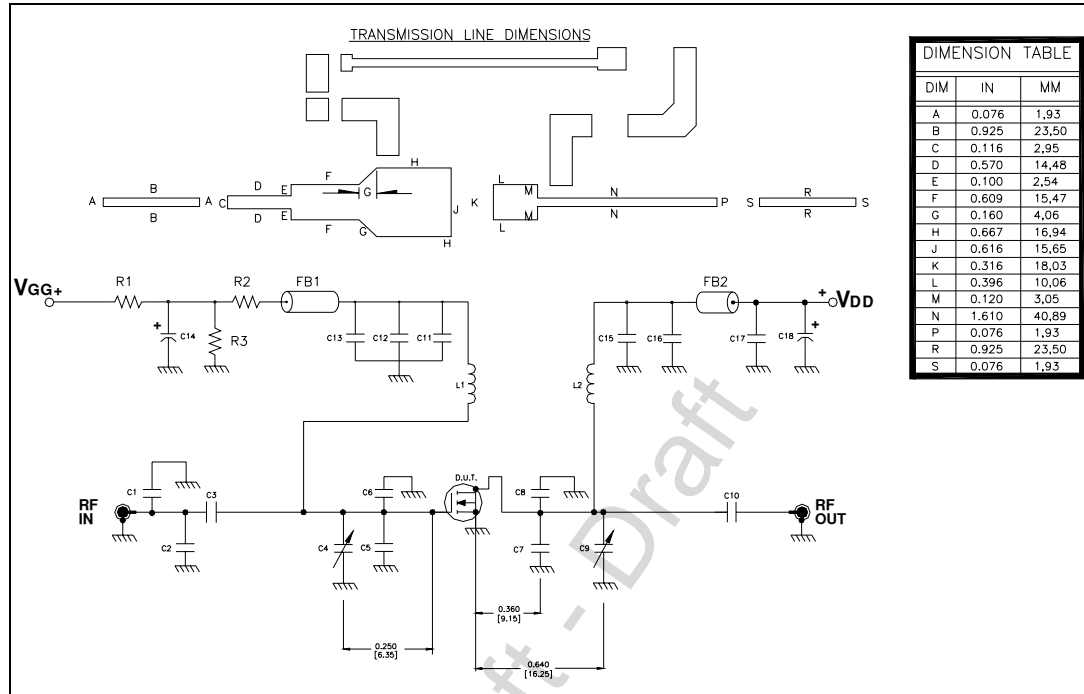 TRANSMISSION LINE DIMENSIONS
DIMENSION TABLE
DIM IN MM
A 0.076 1,93
B 0.925 23,50
C 0.116 2,95
D 0.570 14,48
E 0.100 2,54
F 0.609 15,47
G 0.160 4,06
H 0.667 16,94
J 0.616 15,65
K 0.316 18,03
L 0.396 10,06
M 0.120 3,05
N 1.610 40,89
P 0.076 1,93
R 0.925 23,50
S 0.076 1,93
H
B D F L
E G M N R
A A C J K P S S
B D E F G L M N R
H
VGG+ R1 R2 FB1 FB2 + VDD
+ C14 R3 C13 C12 C11 C15 C16 C17 C18 +
L1 L2
D.U.T.
C1 C3 C6 C8 C10
RF IN
RF OUT
C2 C4 C5 C7 C9
0.360
[9.15]
0.250
[6.35]
0.640
[16.25]
ft - Draft